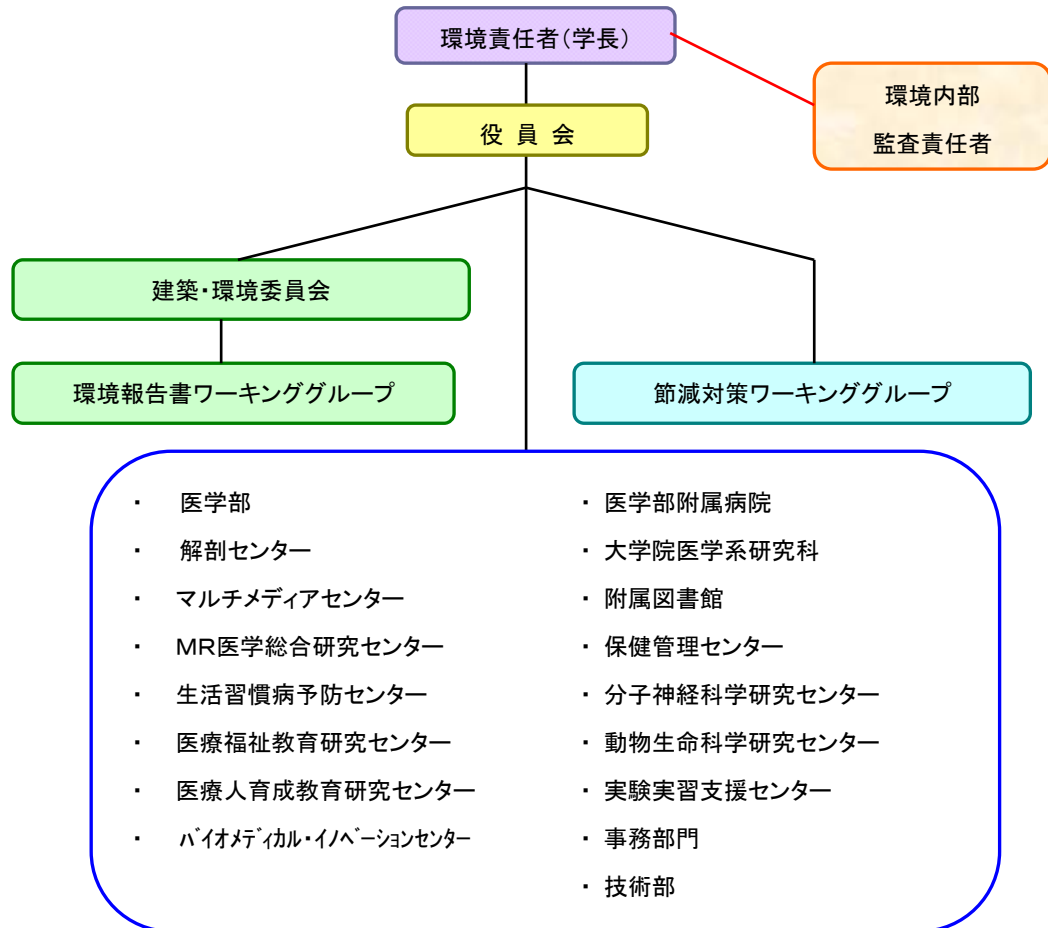 環境責任者(学長)
環境内部
監査責任者
役 員 会
建築・環境委員会
環境報告書ワーキンググループ
節減対策ワーキンググループ
・ 医学部
・ 解剖センター
・ マルチメディアセンター
・ MR医学総合研究センター
・ 生活習慣病予防センター
・ 医療福祉教育研究センター
・ 医療人育成教育研究センター
・ バイオメディカル・イノベーションセンター
・ 医学部附属病院
・ 大学院医学系研究科
・ 附属図書館
・ 保健管理センター
・ 分子神経科学研究センター
・ 動物生命科学研究センター
・ 実験実習支援センター
・ 事務部門
・ 技術部